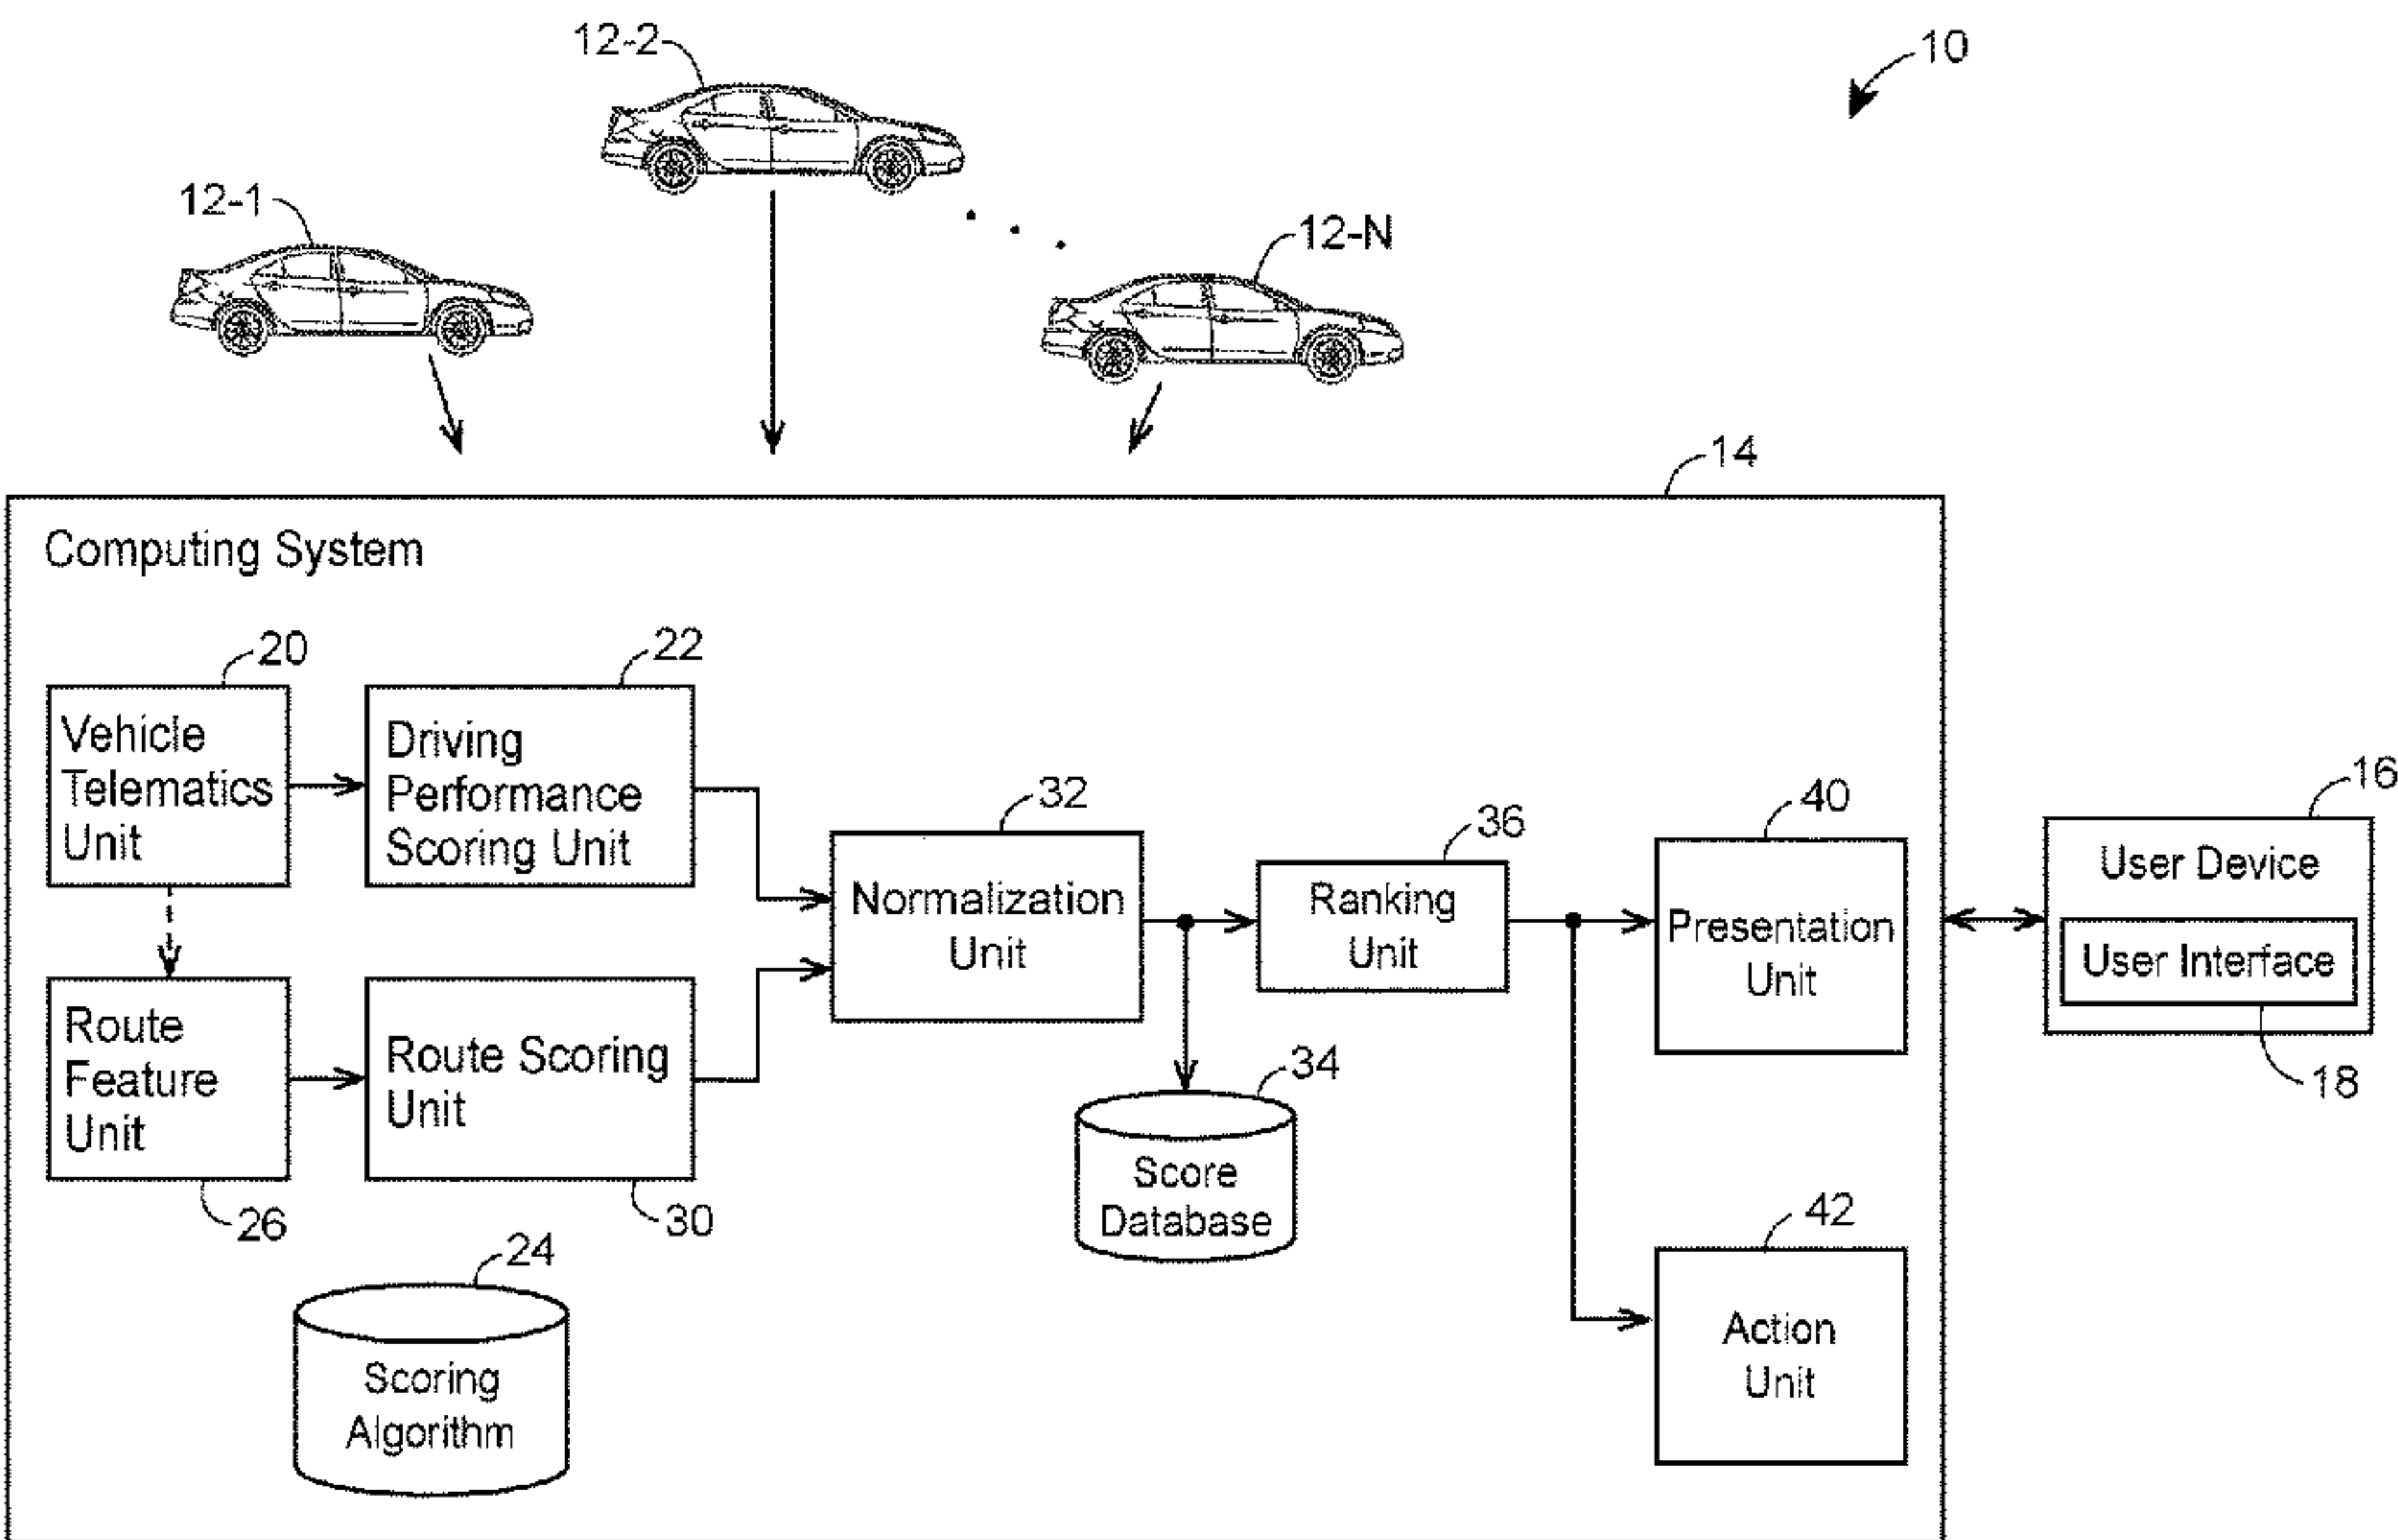 12-2
10
12-1
12-N
14
Computing System
20
22
Vehicle
Telematics
Unit
Driving
Performance
Scoring Unit
32
36
40
16
Normalization
Unit
Ranking
Unit
Presentation
Unit
User Device
User Interface
18
Route
Feature
Unit
Route Scoring
Unit
34
Score
Database
26
30
24
Scoring
Algorithm
42
Action
Unit